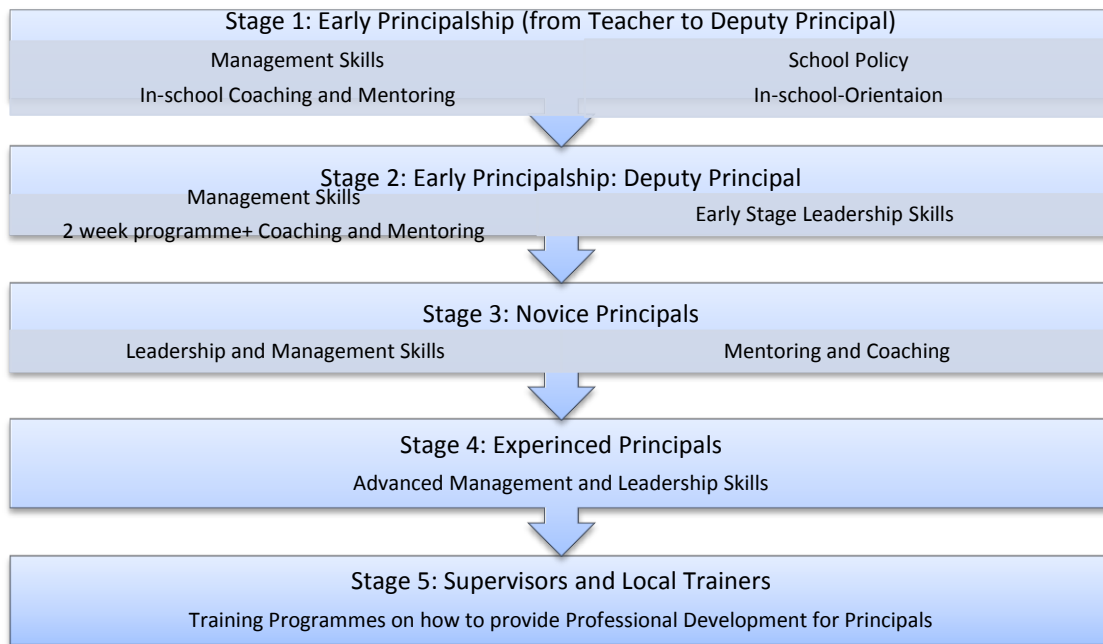 Stage 1: Early Principalship (from Teacher to Deputy Principal)
Management Skills
In-school Coaching and Mentoring
School Policy
In-school-Orientaion
Stage 2: Early Principalship: Deputy Principal
Management Skills
2 week programme+ Coaching and Mentoring
Early Stage Leadership Skills
Stage 3: Novice Principals
Leadership and Management Skills
Mentoring and Coaching
Stage 4: Experinced Principals
Advanced Management and Leadership Skills
Stage 5: Supervisors and Local Trainers
Training Programmes on how to provide Professional Development for Principals